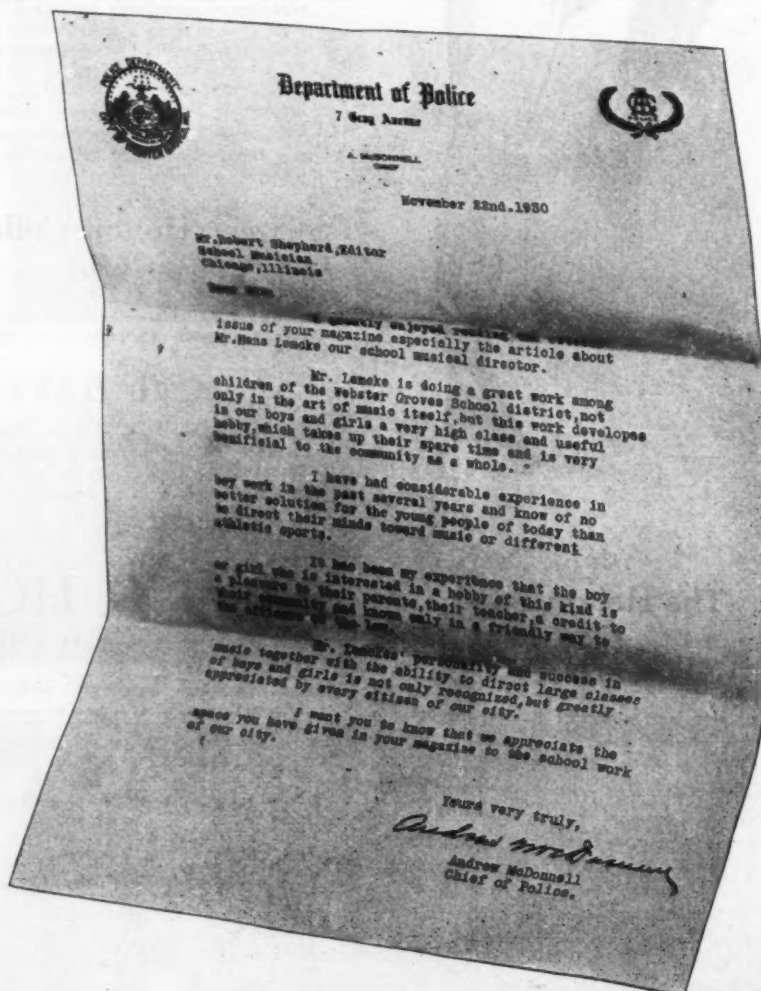 POLICE DEPARTMENT
Department of Police
7 Gray Avenue
A. McDONNELL
CHIEF
November 22nd.1930
Mr.Robert Shepherd,Editor
School Musician
Chicago,Illinois
Dear
I greatly enjoyed reading the
issue of your magazine especially the article about
Mr.Hans Lemcke our school musical director.
Mr. Lemcke is doing a great work among
children of the Webster Groves School district,not
only in the art of music itself,but this work developes
in our boys and girls a very high class and useful
hobby,which takes up their spare time and is very
benificial to the community as a whole.
I have had considerable experience in
boy work in the past several years and know of no
better solution for the young people of today than
to direct their minds toward music or different
athletic sports.
It has been my experience that the boy
or girl who is interested in a hobby of this kind is
a pleasure to their parents,their teacher,a credit to
their community and known only in a friendly way to
the officers of the law.
Mr. Lemckes' personality and success in
music together with the ability to direct large classes
of boys and girls is not only recognized,but greatly
appreciated by every citizen of our city.
I want you to know that we appreciate the
space you have given in your magazine to the school work
of our city.
Yours very truly,
Andrew McDonnell
Andrew McDonnell
Chief of Police.